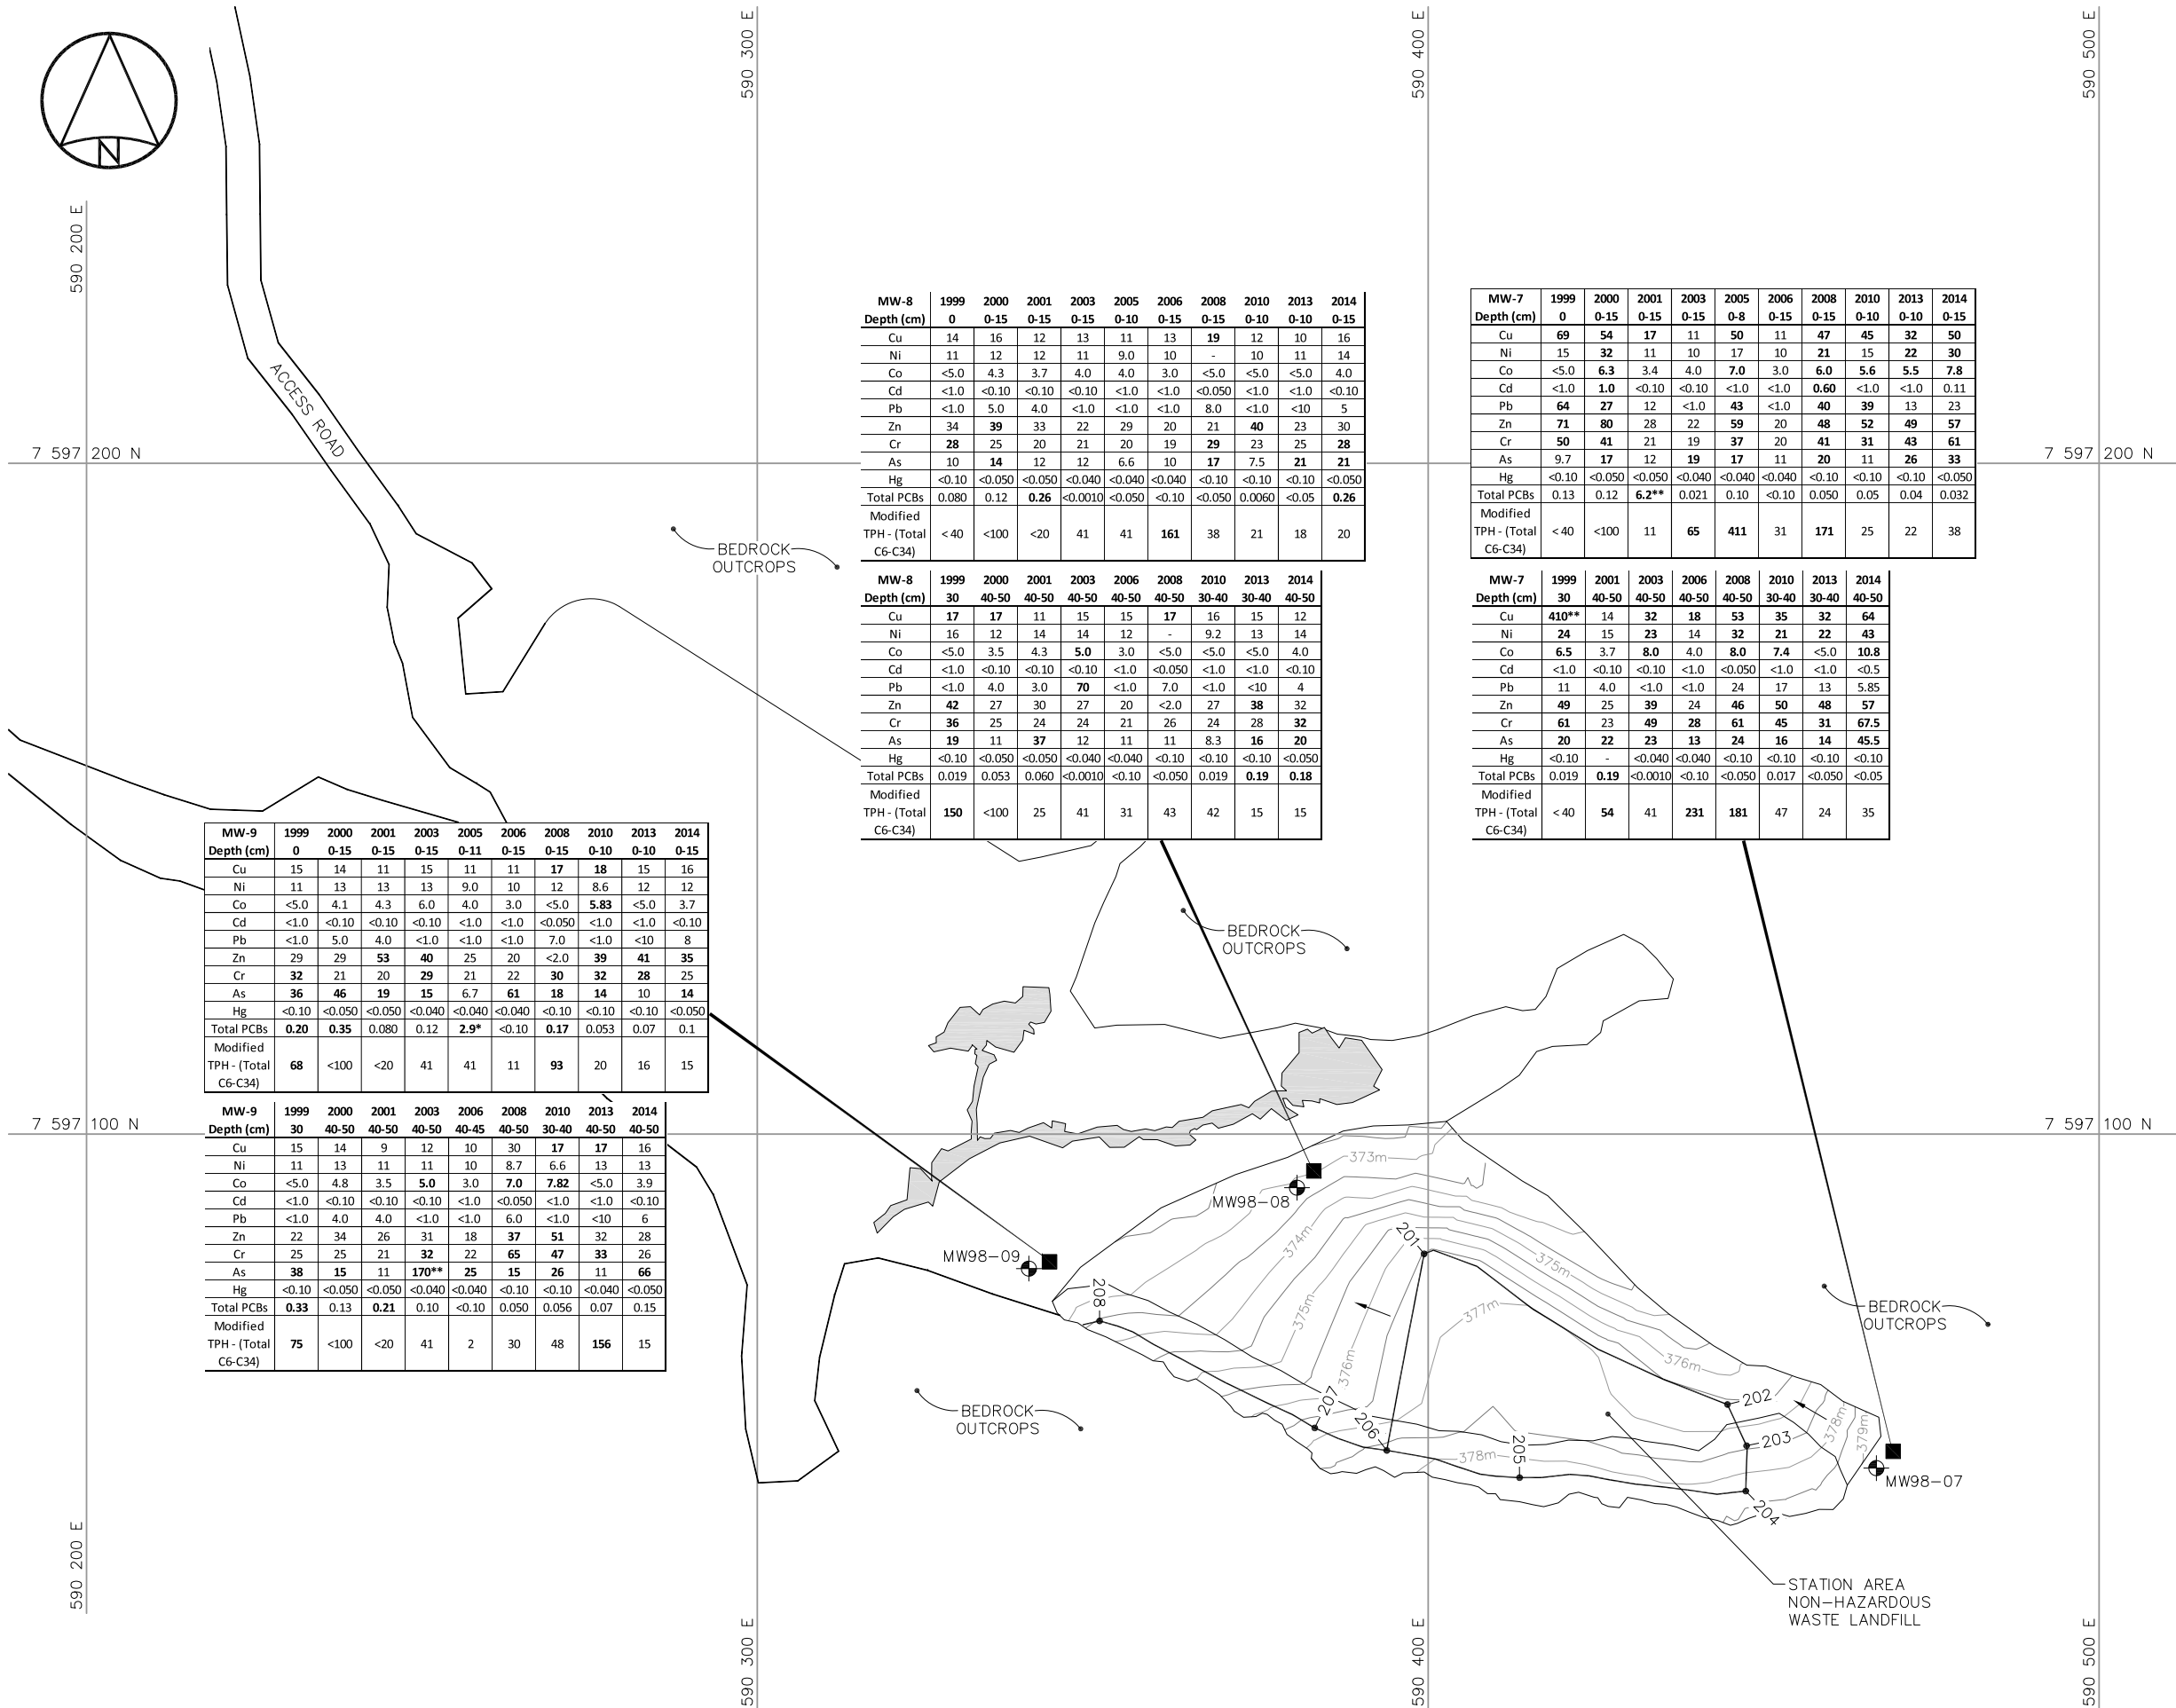 N
590 200 E
590 300 E
590 400 E
590 500 E
ACCESS ROAD
7 597 200 N
7 597 200 N
BEDROCK
OUTCROPS
MW-8 1999 2000 2001 2003 2005 2006 2008 2010 2013 2014
Depth (cm) 0 0-15 0-15 0-15 0-10 0-15 0-15 0-10 0-10 0-15
Cu 14 16 12 13 11 13 19 12 10 16
Ni 11 12 12 11 9.0 10 - 10 11 14
Co <5.0 4.3 3.7 4.0 4.0 3.0 <5.0 <5.0 <5.0 4.0
Cd <1.0 <0.10 <0.10 <0.10 <1.0 <1.0 <0.050 <1.0 <1.0 <0.10
Pb <1.0 5.0 4.0 <1.0 <1.0 <1.0 8.0 <1.0 <10 5
Zn 34 39 33 22 29 20 21 40 23 30
Cr 28 25 20 21 20 19 29 23 25 28
As 10 14 12 12 6.6 10 17 7.5 21 21
Hg <0.10 <0.050 <0.050 <0.040 <0.040 <0.040 <0.10 <0.10 <0.10 <0.050
Total PCBs 0.080 0.12 0.26 <0.0010 <0.050 <0.10 <0.050 0.0060 <0.05 0.26
Modified
TPH - (Total < 40 <100 <20 41 41 161 38 21 18 20
C6-C34)
MW-7 1999 2000 2001 2003 2005 2006 2008 2010 2013 2014
Depth (cm) 0 0-15 0-15 0-15 0-8 0-15 0-15 0-10 0-10 0-15
Cu 69 54 17 11 50 11 47 45 32 50
Ni 15 32 11 10 17 10 21 15 22 30
Co <5.0 6.3 3.4 4.0 7.0 3.0 6.0 5.6 5.5 7.8
Cd <1.0 1.0 <0.10 <0.10 <1.0 <1.0 0.60 <1.0 <1.0 0.11
Pb 64 27 12 <1.0 43 <1.0 40 39 13 23
Zn 71 80 28 22 59 20 48 52 49 57
Cr 50 41 21 19 37 20 41 31 43 61
As 9.7 17 12 19 17 11 20 11 26 33
Hg <0.10 <0.050 <0.050 <0.040 <0.040 <0.040 <0.10 <0.10 <0.10 <0.050
Total PCBs 0.13 0.12 6.2** 0.021 0.10 <0.10 0.050 0.05 0.04 0.032
Modified
TPH - (Total < 40 <100 11 65 411 31 171 25 22 38
C6-C34)
MW-8 1999 2000 2001 2003 2006 2008 2010 2013 2014
Depth (cm) 30 40-50 40-50 40-50 40-50 40-50 30-40 30-40 40-50
Cu 17 17 11 15 15 17 16 15 12
Ni 16 12 14 14 12 - 9.2 13 14
Co <5.0 3.5 4.3 5.0 3.0 <5.0 <5.0 <5.0 4.0
Cd <1.0 <0.10 <0.10 <0.10 <1.0 <0.050 <1.0 <1.0 <0.10
Pb <1.0 4.0 3.0 70 <1.0 7.0 <1.0 <10 4
Zn 42 27 30 27 20 <2.0 27 38 32
Cr 36 25 24 24 21 26 24 28 32
As 19 11 37 12 11 11 8.3 16 20
Hg <0.10 <0.050 <0.050 <0.040 <0.040 <0.10 <0.10 <0.10 <0.050
Total PCBs 0.019 0.053 0.060 <0.0010 <0.10 <0.050 0.019 0.19 0.18
Modified
TPH - (Total 150 <100 25 41 31 43 42 15 15
C6-C34)
MW-7 1999 2001 2003 2006 2008 2010 2013 2014
Depth (cm) 30 40-50 40-50 40-50 40-50 30-40 30-40 40-50
Cu 410** 14 32 18 53 35 32 64
Ni 24 15 23 14 32 21 22 43
Co 6.5 3.7 8.0 4.0 8.0 7.4 <5.0 10.8
Cd <1.0 <0.10 <0.10 <1.0 <0.050 <1.0 <1.0 <0.5
Pb 11 4.0 <1.0 <1.0 24 17 13 5.85
Zn 49 25 39 24 46 50 48 57
Cr 61 23 49 28 61 45 31 67.5
As 20 22 23 13 24 16 14 45.5
Hg <0.10 - <0.040 <0.040 <0.10 <0.10 <0.10 <0.10
Total PCBs 0.019 0.19 <0.0010 <0.10 <0.050 0.017 <0.050 <0.05
Modified
TPH - (Total < 40 54 41 231 181 47 24 35
C6-C34)
MW-9 1999 2000 2001 2003 2005 2006 2008 2010 2013 2014
Depth (cm) 0 0-15 0-15 0-15 0-11 0-15 0-15 0-10 0-10 0-15
Cu 15 14 11 15 11 11 17 18 15 16
Ni 11 13 13 13 9.0 10 12 8.6 12 12
Co <5.0 4.1 4.3 6.0 4.0 3.0 <5.0 5.83 <5.0 3.7
Cd <1.0 <0.10 <0.10 <0.10 <1.0 <1.0 <0.050 <1.0 <1.0 <0.10
Pb <1.0 5.0 4.0 <1.0 <1.0 <1.0 7.0 <1.0 <10 8
Zn 29 29 53 40 25 20 <2.0 39 41 35
Cr 32 21 20 29 21 22 30 32 28 25
As 36 46 19 15 6.7 61 18 14 10 14
Hg <0.10 <0.050 <0.050 <0.040 <0.040 <0.040 <0.10 <0.10 <0.10 <0.050
Total PCBs 0.20 0.35 0.080 0.12 2.9* <0.10 0.17 0.053 0.07 0.1
Modified
TPH - (Total 68 <100 <20 41 41 11 93 20 16 15
C6-C34)
BEDROCK
OUTCROPS
MW-9 1999 2000 2001 2003 2006 2008 2010 2013 2014
Depth (cm) 30 40-50 40-50 40-50 40-45 40-50 30-40 40-50 40-50
Cu 15 14 9 12 10 30 17 17 16
Ni 11 13 11 11 10 8.7 6.6 13 13
Co <5.0 4.8 3.5 5.0 3.0 7.0 7.82 <5.0 3.9
Cd <1.0 <0.10 <0.10 <0.10 <1.0 <0.050 <1.0 <1.0 <0.10
Pb <1.0 4.0 4.0 <1.0 <1.0 6.0 <1.0 <10 6
Zn 22 34 26 31 18 37 51 32 28
Cr 25 25 21 32 22 65 47 33 26
As 38 15 11 170** 25 15 26 11 66
Hg <0.10 <0.050 <0.050 <0.040 <0.040 <0.10 <0.10 <0.040 <0.050
Total PCBs 0.33 0.13 0.21 0.10 <0.10 0.050 0.056 0.07 0.15
Modified
TPH - (Total 75 <100 <20 41 2 30 48 156 15
C6-C34)
7 597 100 N
7 597 100 N
373m
MW98-08
374m
201
375m
MW98-09
208
375m
377m
BEDROCK
OUTCROPS
376m
376m
BEDROCK
OUTCROPS
207
206
202
203
378m
379m
378m
205
204
MW98-07
STATION AREA
NON-HAZARDOUS
WASTE LANDFILL
590 200 E
590 300 E
590 400 E
590 500 E